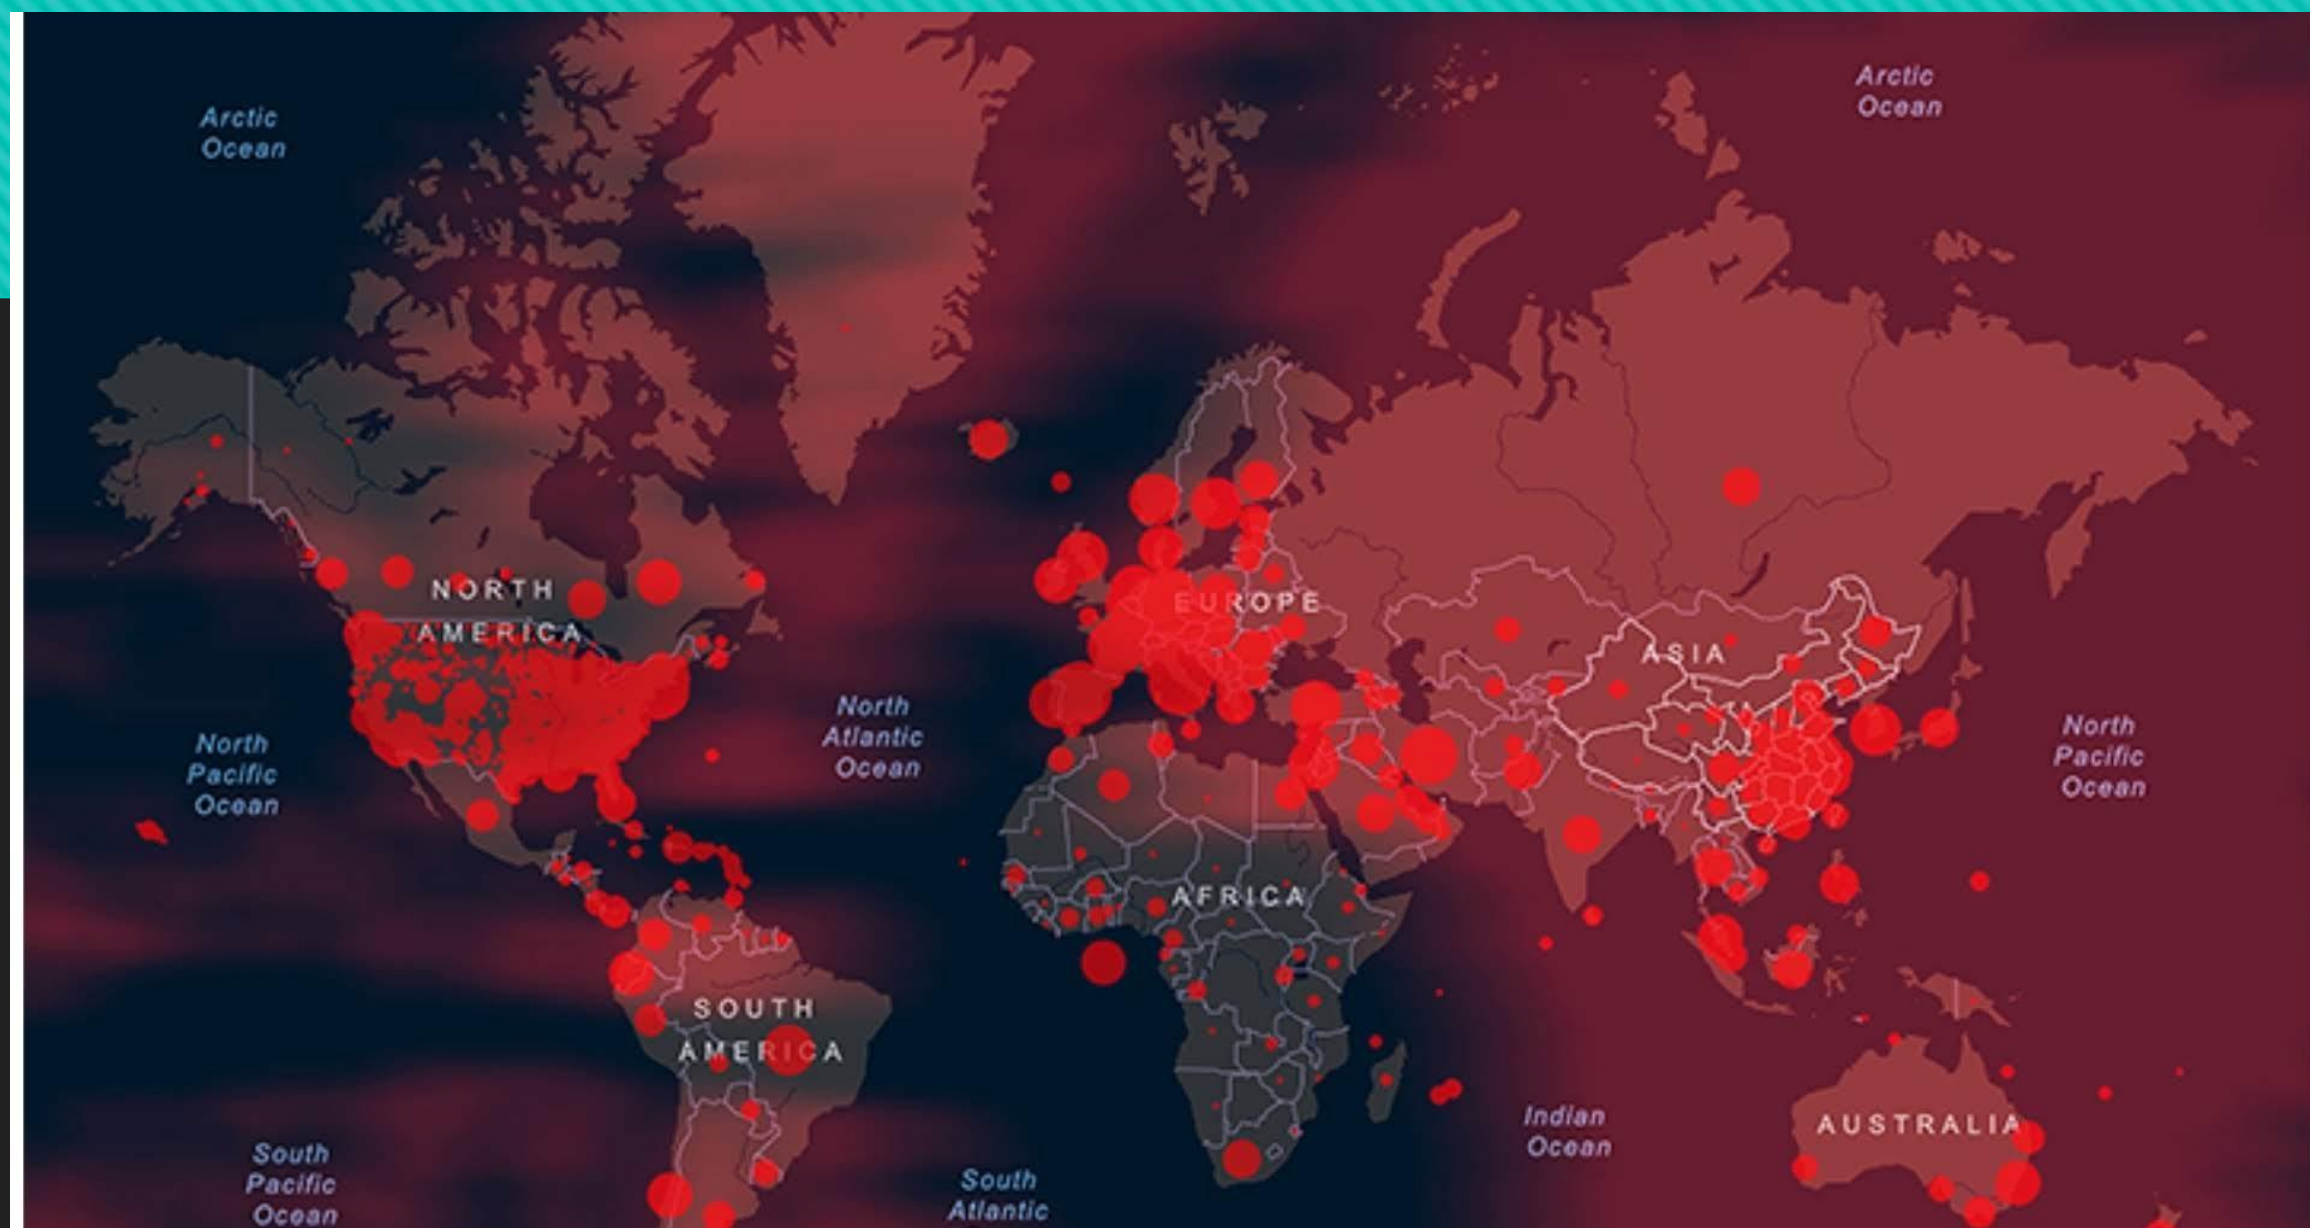 Arctic
Ocean
Arctic
Ocean
NORTH
AMERICA
EUROPE
ASIA
North
Pacific
Ocean
North
Atlantic
Ocean
North
Pacific
Ocean
AFRICA
SOUTH
AMERICA
AUSTRALIA
Indian
Ocean
South
Pacific
Ocean
South
Atlantic